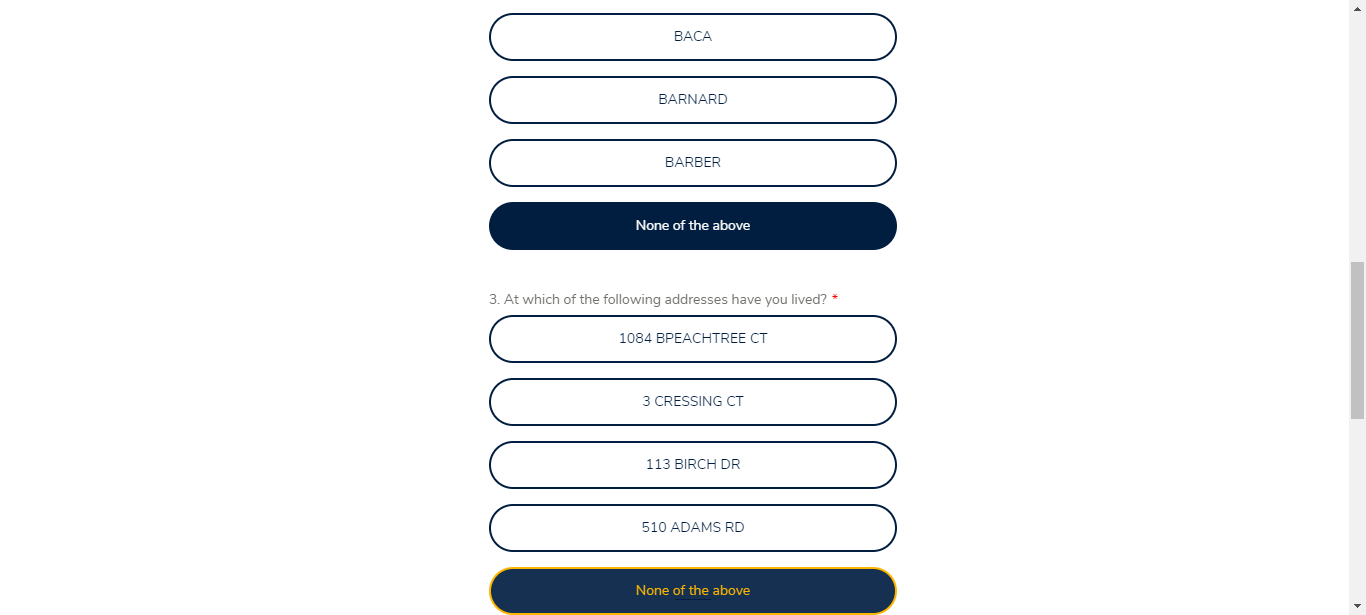 BACA
BARNARD
BARBER
None of the above
3. At which of the following addresses have you lived? *
1084 BPEACHTREE CT
3 CRESSING CT
113 BIRCH DR
510 ADAMS RD
None of the above